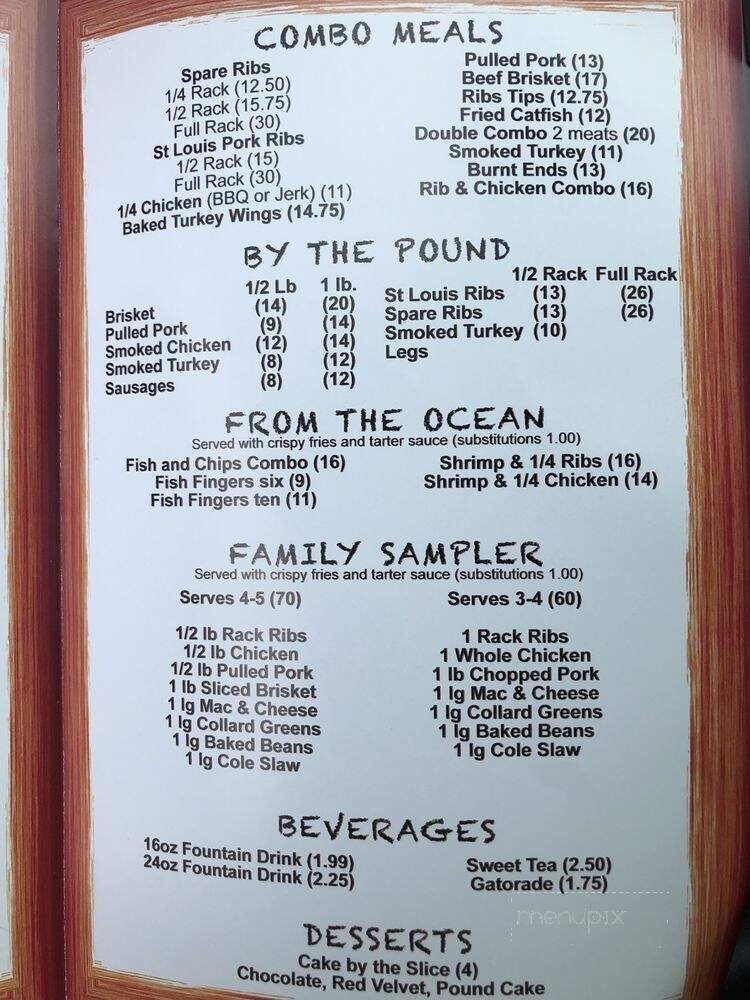 COMBO MEALS
Spare Ribs
1/4 Rack (12.50)
1/2 Rack (15.75)
Full Rack (30)
St Louis Pork Ribs
1/2 Rack (15)
Full Rack (30)
1/4 Chicken (BBQ or Jerk) (11)
Baked Turkey Wings (14.75)
Pulled Pork (13)
Beef Brisket (17)
Ribs Tips (12.75)
Fried Catfish (12)
Double Combo 2 meats (20)
Smoked Turkey (11)
Burnt Ends (13)
Rib & Chicken Combo (16)
BY THE POUND
1/2 Lb 1 lb.
Brisket (14) (20)
Pulled Pork (9) (14)
Smoked Chicken (12) (14)
Smoked Turkey (8) (12)
Sausages (8) (12)
1/2 Rack Full Rack
St Louis Ribs (13) (26)
Spare Ribs (13) (26)
Smoked Turkey (10)
Legs
FROM THE OCEAN
Served with crispy fries and tarter sauce (substitutions 1.00)
Fish and Chips Combo (16)
Fish Fingers six (9)
Fish Fingers ten (11)
Shrimp & 1/4 Ribs (16)
Shrimp & 1/4 Chicken (14)
FAMILY SAMPLER
Served with crispy fries and tarter sauce (substitutions 1.00)
Serves 4-5 (70)
1/2 lb Rack Ribs
1/2 lb Chicken
1/2 lb Pulled Pork
1 lb Sliced Brisket
1 lg Mac & Cheese
1 lg Collard Greens
1 lg Baked Beans
1 lg Cole Slaw
Serves 3-4 (60)
1 Rack Ribs
1 Whole Chicken
1 lb Chopped Pork
1 lg Mac & Cheese
1 lg Collard Greens
1 lg Baked Beans
1 lg Cole Slaw
BEVERAGES
16oz Fountain Drink (1.99)
24oz Fountain Drink (2.25)
Sweet Tea (2.50)
Gatorade (1.75)
menupix
DESSERTS
Cake by the Slice (4)
Chocolate, Red Velvet, Pound Cake